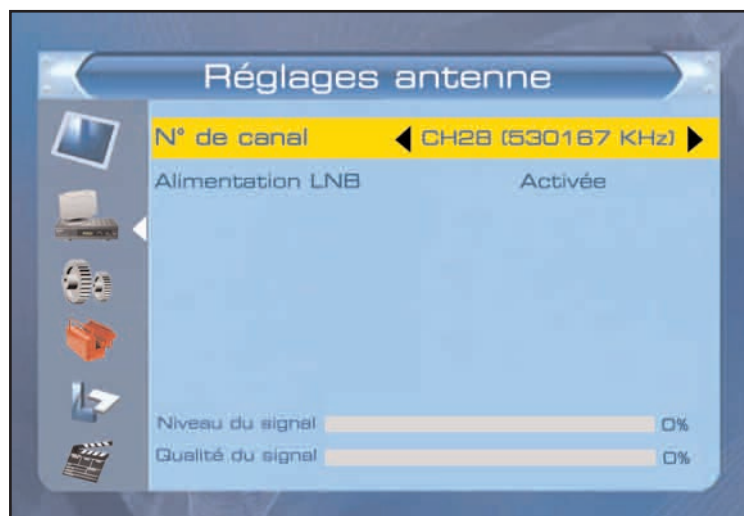 Réglages antenne
N° de canal CH28 (530167 KHz)
Alimentation LNB Activée
Niveau du signal 0%
Qualité du signal 0%